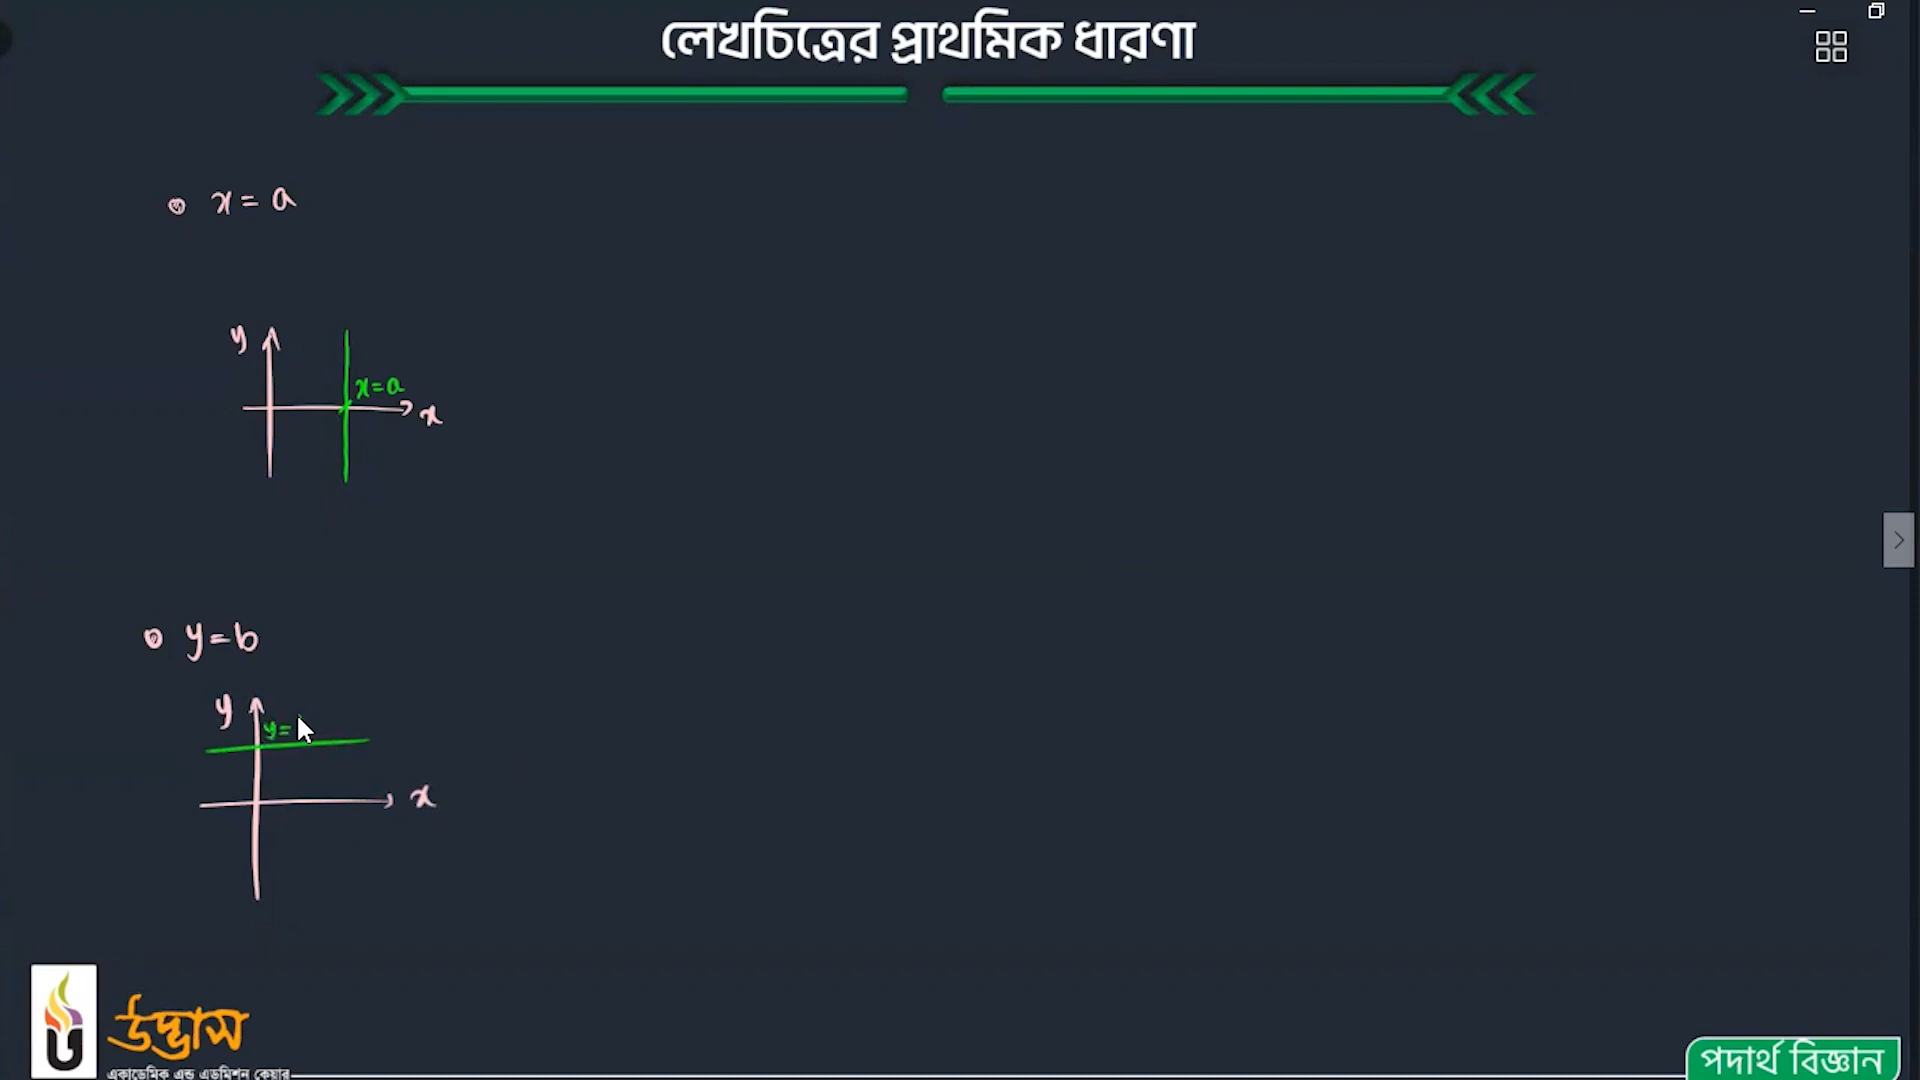 লেখচিত্রের প্রাথমিক ধারণা
x = a
y
x=a
x
y=b
y
y=
x
উদ্ভাস
একাডেমিক এন্ড এডমিশন কেয়ার
পদার্থ বিজ্ঞান